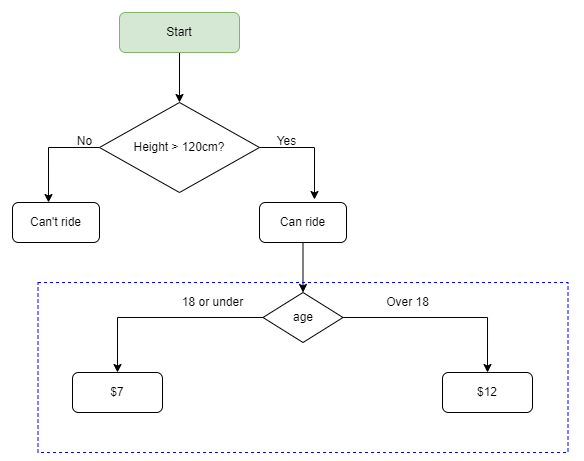 Start
Height > 120cm?
No
Yes
Can't ride
Can ride
18 or under
age
Over 18
$7
$12